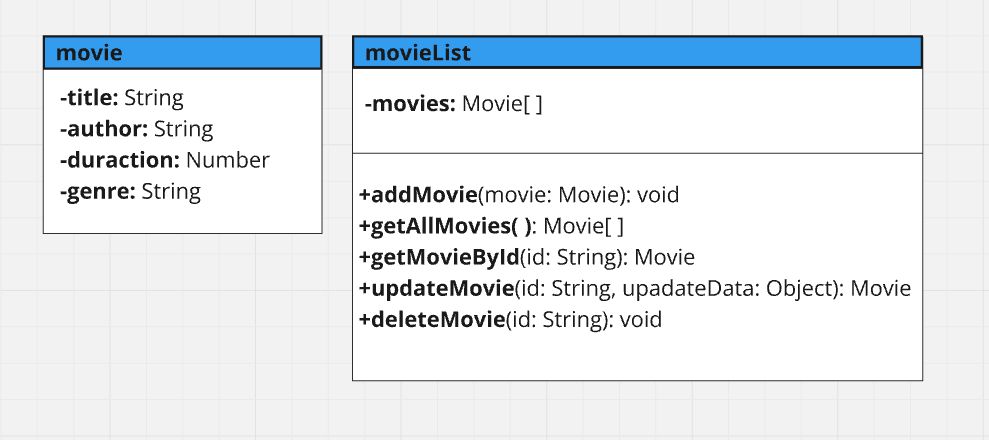 movie
-title: String
-author: String
-duraction: Number
-genre: String
movieList
-movies: Movie[ ]
+addMovie(movie: Movie): void
+getAllMovies( ): Movie[ ]
+getMovieById(id: String): Movie
+updateMovie(id: String, upadateData: Object): Movie
+deleteMovie(id: String): void